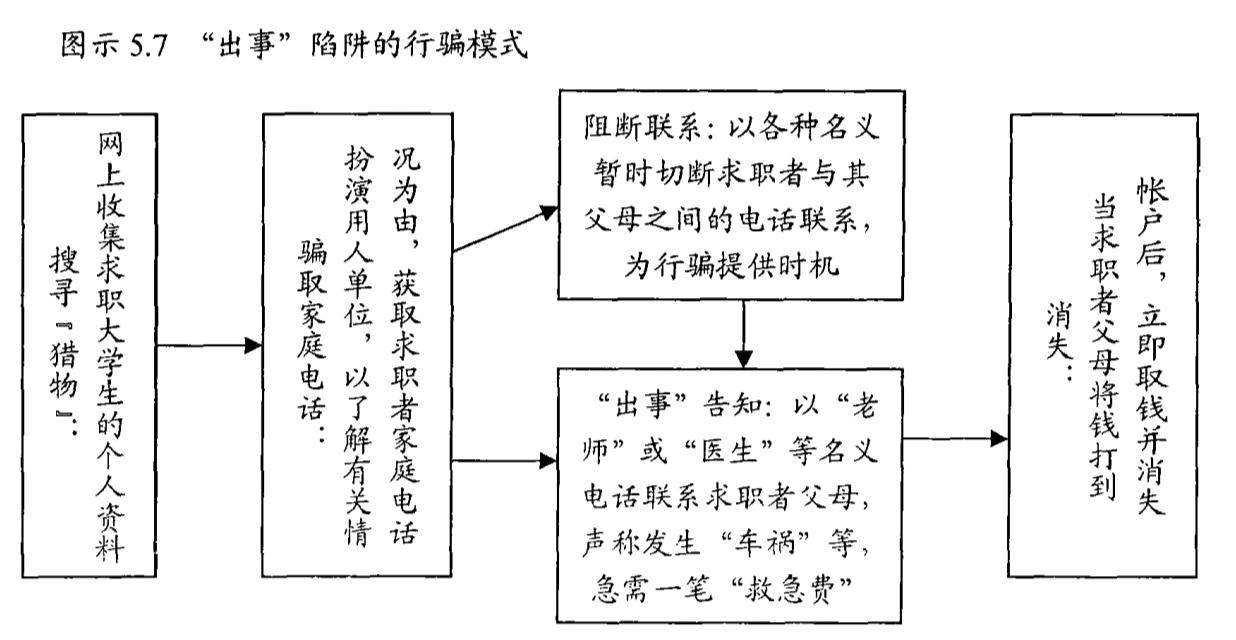 图示 5.7 “出事”陷阱的行骗模式
搜寻『猎物』:
网上收集求职大学生的个人资料
骗取家庭电话:
扮演用人单位,以了解有关情
况为由,获取求职者家庭电话
阻断联系:以各种名义
暂时切断求职者与其
父母之间的电话联系,
为行骗提供时机
“出事”告知:以“老
师”或“医生”等名义
电话联系求职者父母,
声称发生“车祸”等,
急需一笔“救急费”
消失:
当求职者父母将钱打到
帐户后,立即取钱并消失